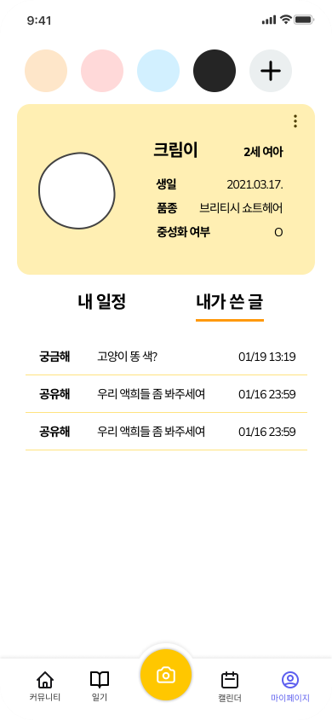 9:41
크림이 2세 여아
생일 2021.03.17.
품종 브리티시 쇼트헤어
중성화 여부 O
내 일정 내가 쓴 글
궁금해 고양이 똥 색? 01/19 13:19
공유해 우리 액희들 좀 봐주세여 01/16 23:59
공유해 우리 액희들 좀 봐주세여 01/16 23:59
커뮤니티 일기 캘린더 마이페이지